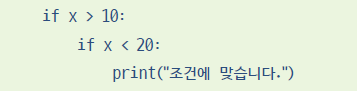 if x > 10:
    if x < 20:
        print("조건에 맞습니다.")